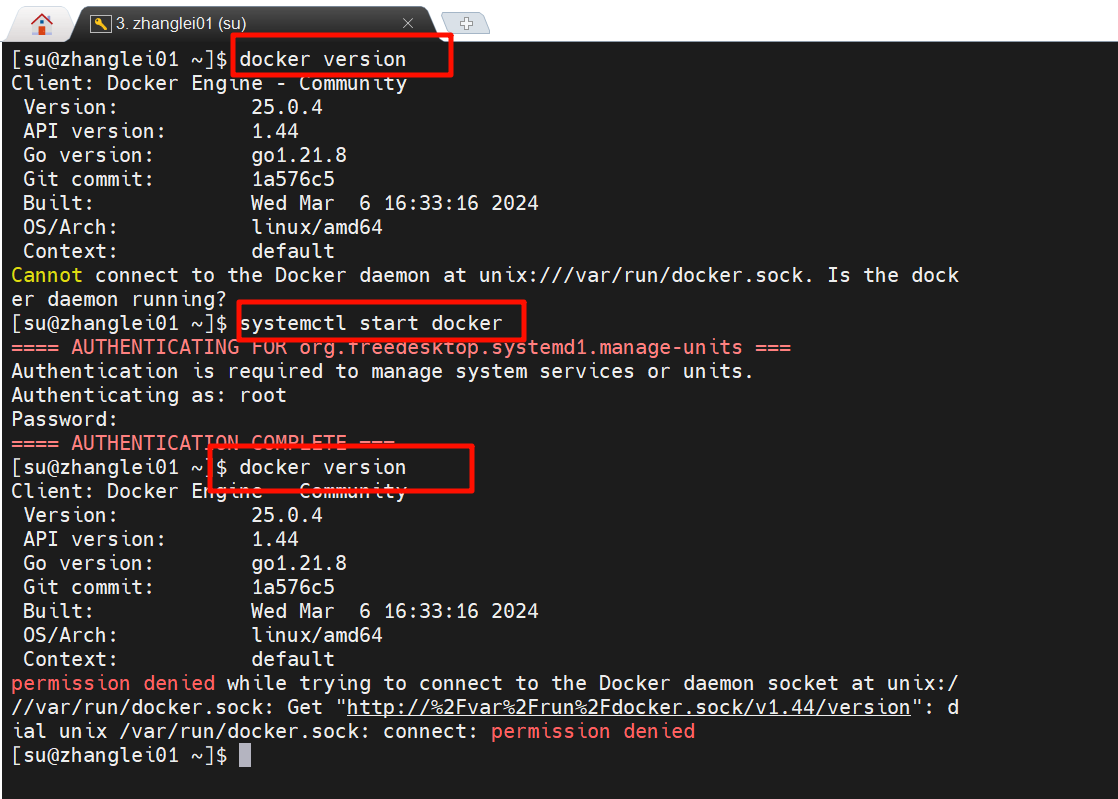 3. zhanglei01 (su)
[su@zhanglei01 ~]$ docker version
Client: Docker Engine - Community
Version: 25.0.4
API version: 1.44
Go version: go1.21.8
Git commit: 1a576c5
Built: Wed Mar  6 16:33:16 2024
OS/Arch: linux/amd64
Context: default
Cannot connect to the Docker daemon at unix:///var/run/docker.sock. Is the dock
er daemon running?
[su@zhanglei01 ~]$ systemctl start docker
==== AUTHENTICATING FOR org.freedesktop.systemd1.manage-units ===
Authentication is required to manage system services or units.
Authenticating as: root
Password:
==== AUTHENTICATION COMPLETE ===
[su@zhanglei01 ~]$ docker version
Client: Docker Engine - Community
Version: 25.0.4
API version: 1.44
Go version: go1.21.8
Git commit: 1a576c5
Built: Wed Mar  6 16:33:16 2024
OS/Arch: linux/amd64
Context: default
permission denied while trying to connect to the Docker daemon socket at unix:/
//var/run/docker.sock: Get "http://%2Fvar%2Frun%2Fdocker.sock/v1.44/version": d
ial unix /var/run/docker.sock: connect: permission denied
[su@zhanglei01 ~]$